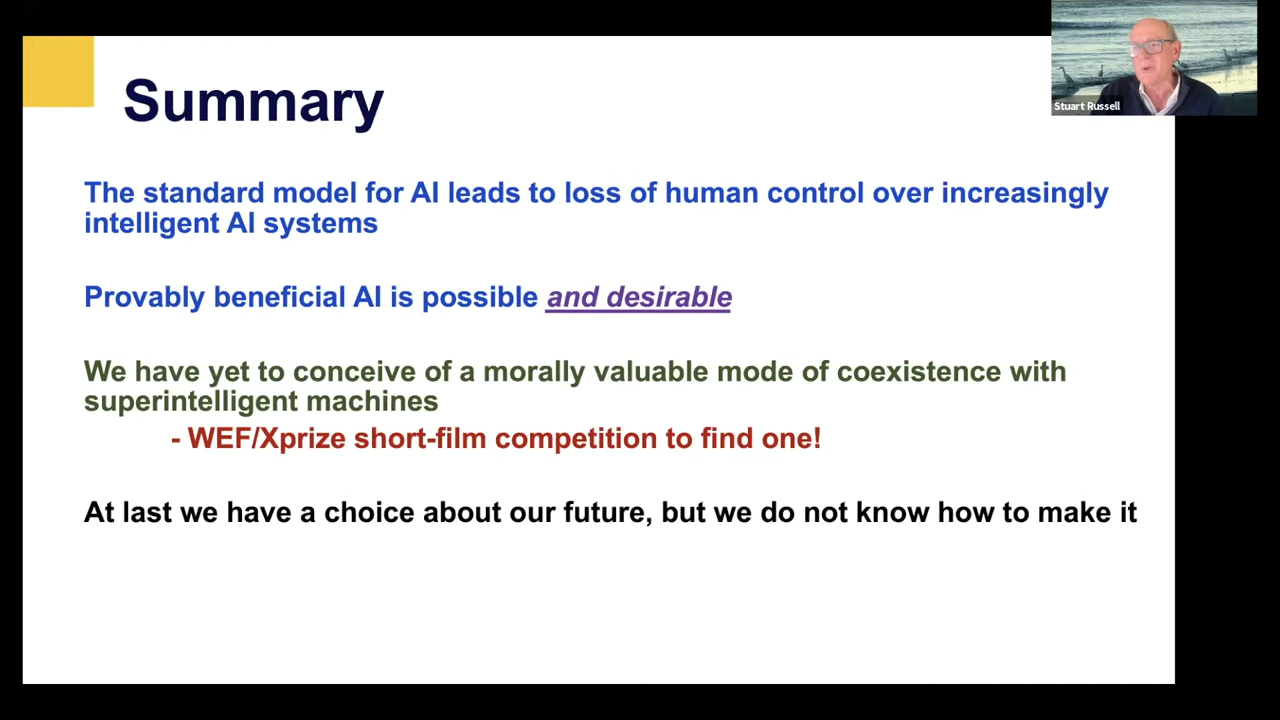 Summary
Stuart Russell
The standard model for AI leads to loss of human control over increasingly
intelligent AI systems
Provably beneficial AI is possible and desirable
We have yet to conceive of a morally valuable mode of coexistence with
superintelligent machines
- WEF/Xprize short-film competition to find one!
At last we have a choice about our future, but we do not know how to make it